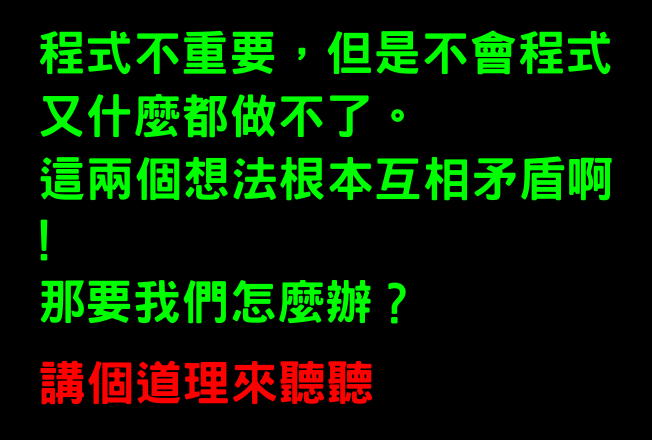 程式不重要，但是不會程式
又什麼都做不了。
這兩個想法根本互相矛盾啊
!
那要我們怎麼辦？
講個道理來聽聽